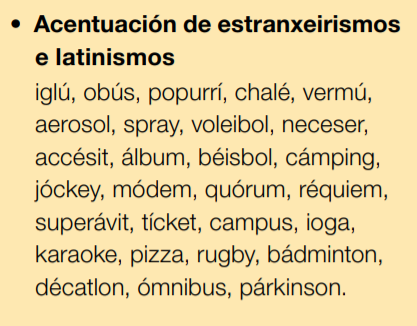 • Acentuación de estranxeirismos
e latinismos
iglú, obús, popurrí, chalé, vermú,
aerosol, spray, voleibol, neceser,
accésit, álbum, béisbol, cámping,
jóckey, módem, quórum, réquiem,
superávit, tícket, campus, ioga,
karaoke, pizza, rugby, bádminton,
décatlon, ómnibus, párkinson.